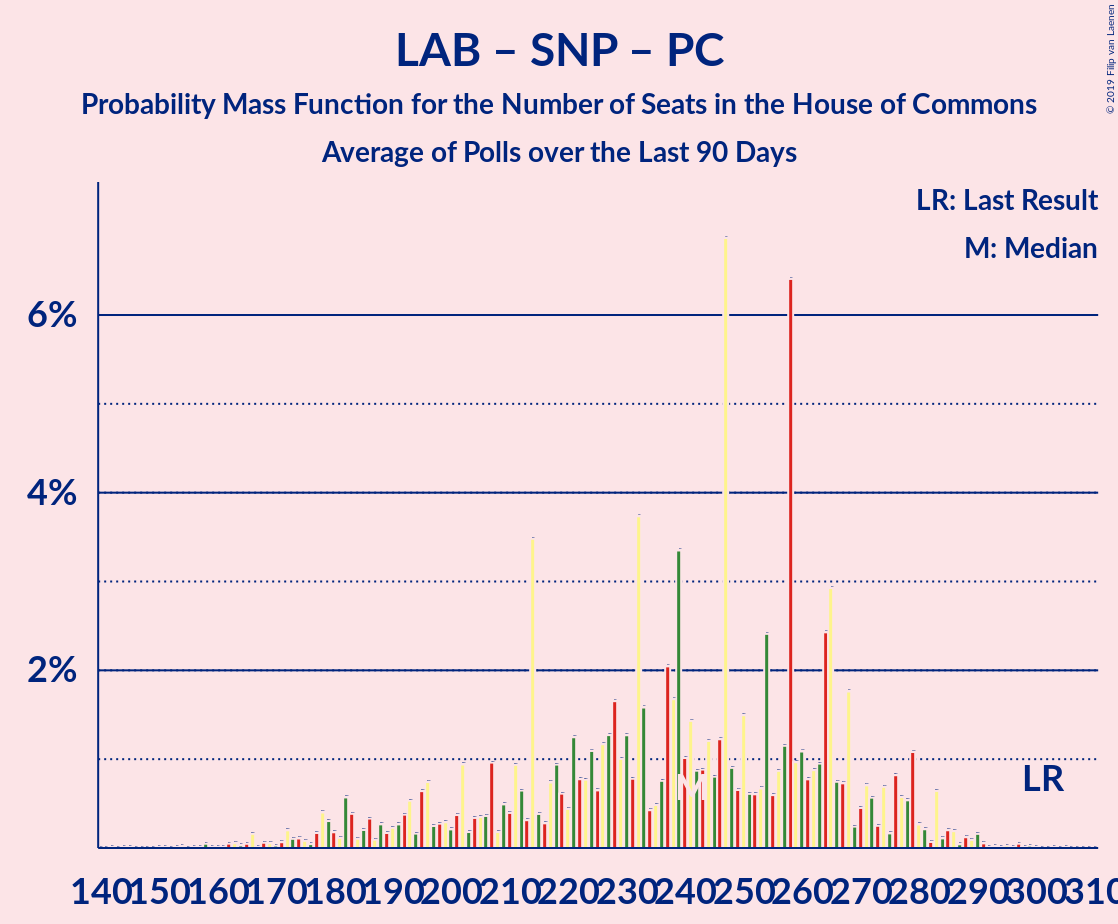 LAB – SNP – PC
Probability Mass Function for the Number of Seats in the House of Commons
Average of Polls over the Last 90 Days
© 2019 Filip van Laenen
LR: Last Result
M: Median
6%
4%
2%
M
LR
140 150 160 170 180 190 200 210 220 230 240 250 260 270 280 290 300 310